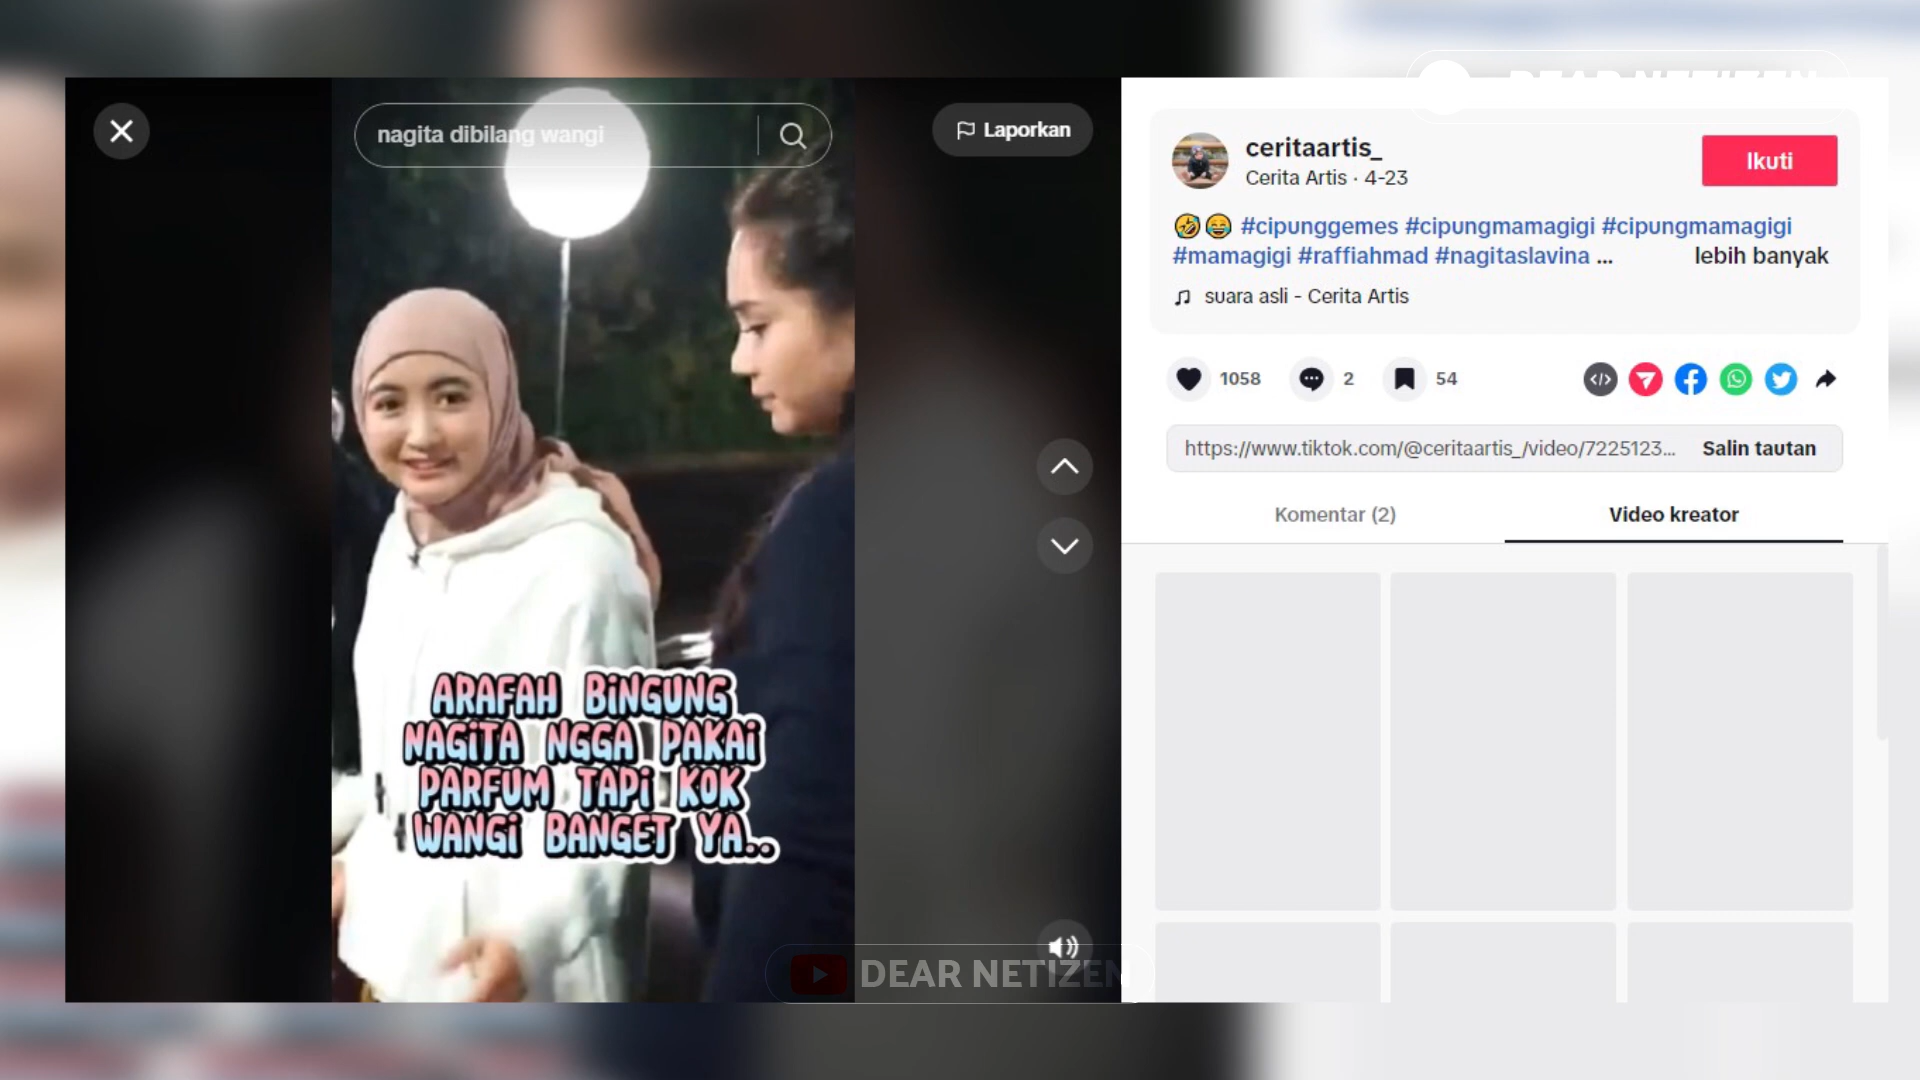 DEAR NETIZEN
nagita dibilang wangi
Laporkan
ARAFAH BINGUNG
NAGITA NGGA PAKAI
PARFUM TAPI KOK
WANGI BANGET YA..
ceritaartis_
Cerita Artis · 4-23
Ikuti
🤣😂 #cipunggemes #cipungmamagigi #cipungmamagigi
#mamagigi #raffiahmad #nagitaslavina ... lebih banyak
suara asli - Cerita Artis
1058 2 54
https://www.tiktok.com/@ceritaartis_/video/7225123... Salin tautan
Komentar (2) Video kreator
DEAR NETIZEN